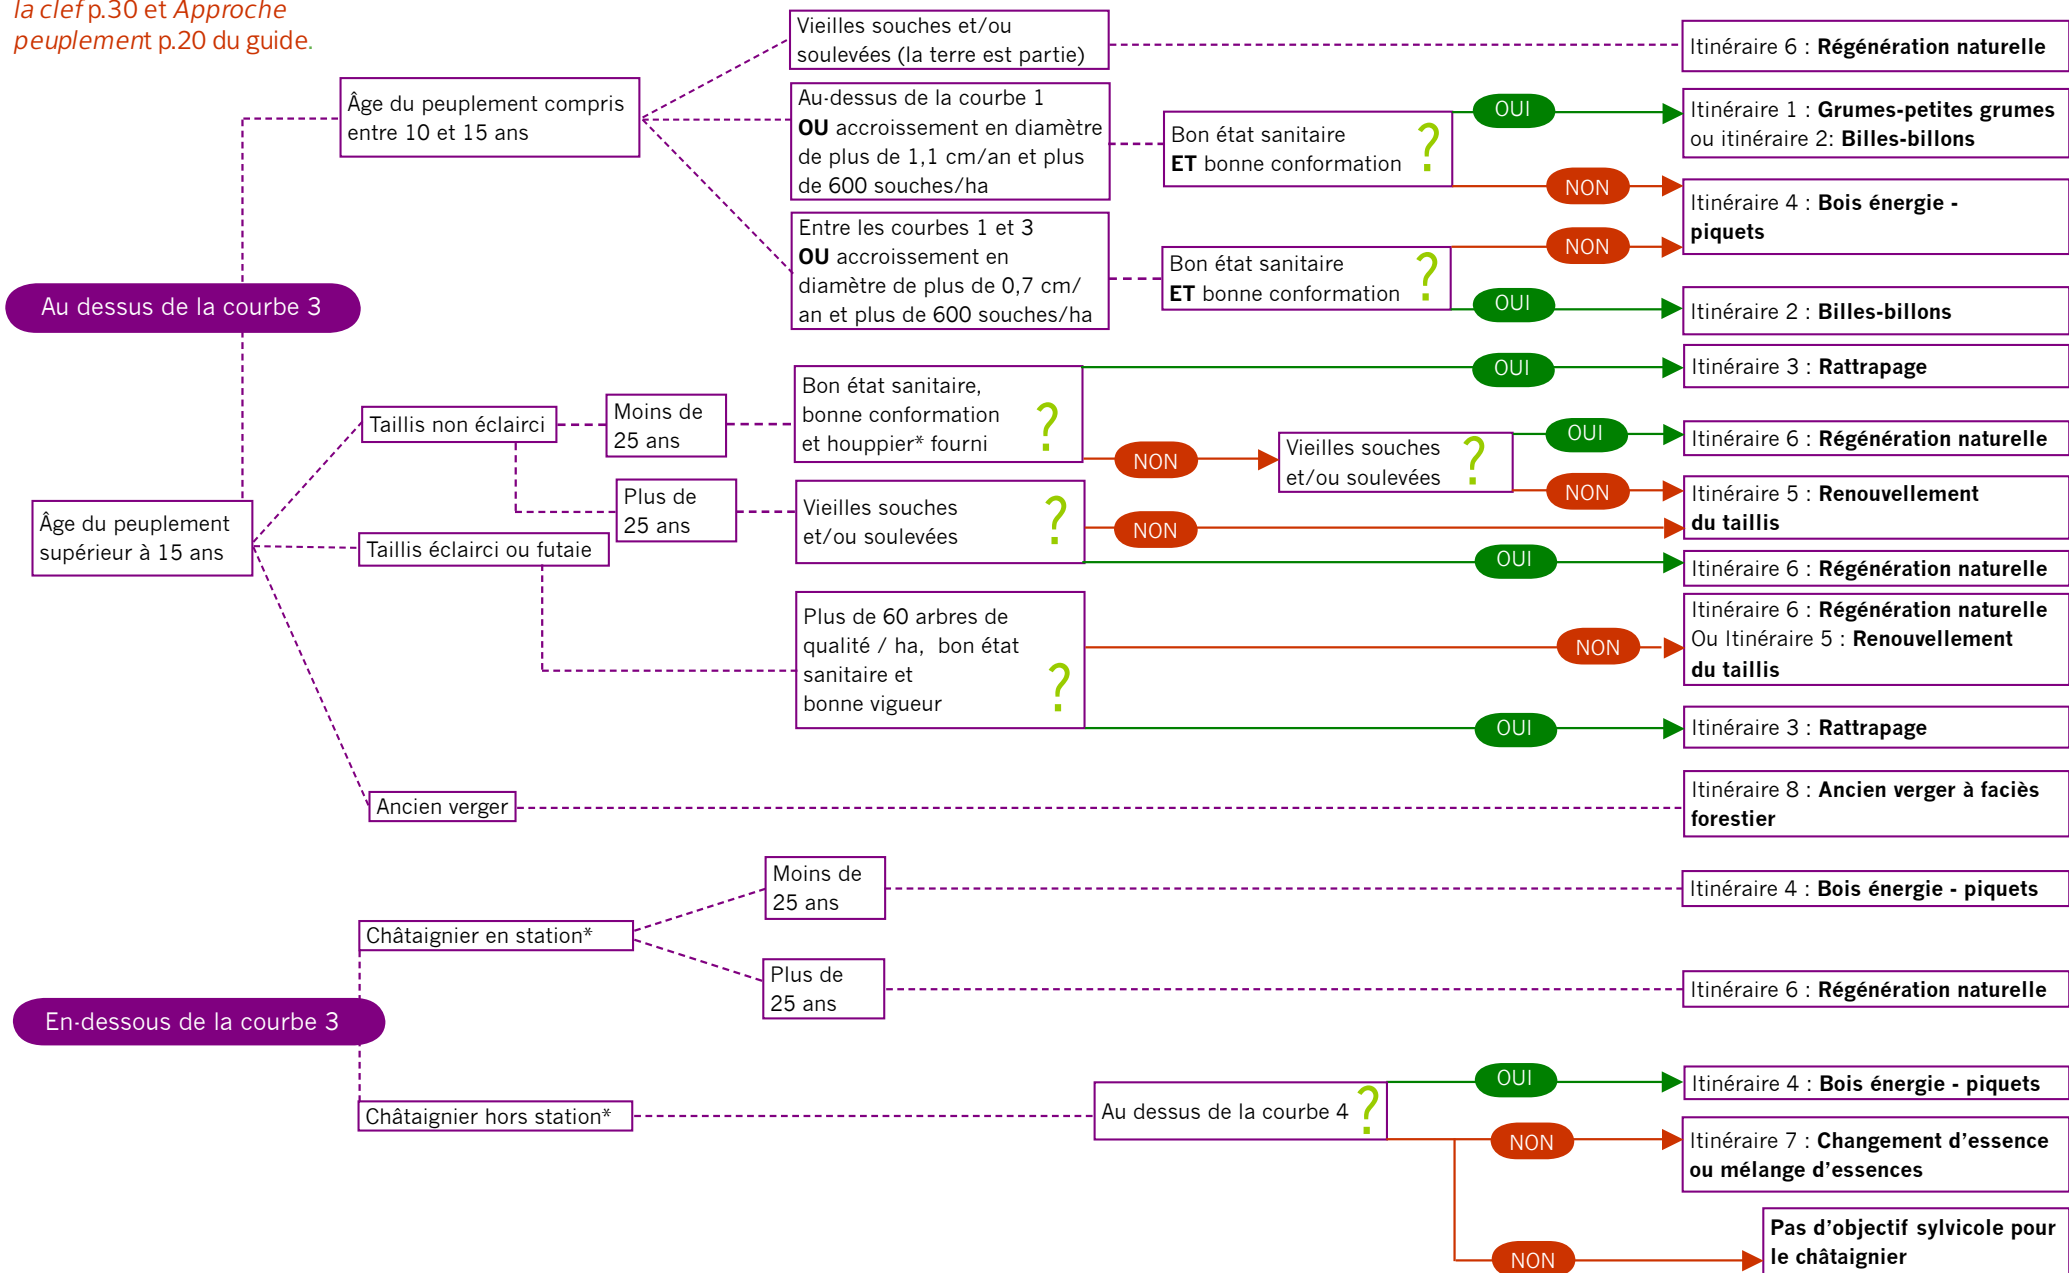 la clef p.30 et Approche
peuplement p.20 du guide.
Vieilles souches et/ou
soulevées (la terre est partie)
Itinéraire 6 : Régénération naturelle
Âge du peuplement compris
entre 10 et 15 ans
Au-dessus de la courbe 1
OU accroissement en diamètre
de plus de 1,1 cm/an et plus
de 600 souches/ha
Bon état sanitaire
ET bonne conformation
?
OUI
Itinéraire 1 : Grumes-petites grumes
ou itinéraire 2: Billes-billons
NON
Itinéraire 4 : Bois énergie -
piquets
Entre les courbes 1 et 3
OU accroissement en
diamètre de plus de 0,7 cm/
an et plus de 600 souches/ha
Bon état sanitaire
ET bonne conformation
?
NON
OUI
Itinéraire 2 : Billes-billons
Au dessus de la courbe 3
Âge du peuplement
supérieur à 15 ans
Taillis non éclairci
Moins de
25 ans
Bon état sanitaire,
bonne conformation
et houppier* fourni
?
OUI
Itinéraire 3 : Rattrapage
NON
Vieilles souches
et/ou soulevées
?
OUI
Itinéraire 6 : Régénération naturelle
NON
Itinéraire 5 : Renouvellement
du taillis
Plus de
25 ans
Vieilles souches
et/ou soulevées
?
NON
OUI
Itinéraire 6 : Régénération naturelle
Taillis éclairci ou futaie
Plus de 60 arbres de
qualité / ha, bon état
sanitaire et
bonne vigueur
?
NON
Itinéraire 6 : Régénération naturelle
Ou Itinéraire 5 : Renouvellement
du taillis
OUI
Itinéraire 3 : Rattrapage
Ancien verger
Itinéraire 8 : Ancien verger à faciès
forestier
En-dessous de la courbe 3
Châtaignier en station*
Moins de
25 ans
Itinéraire 4 : Bois énergie - piquets
Plus de
25 ans
Itinéraire 6 : Régénération naturelle
Châtaignier hors station*
Au dessus de la courbe 4
?
OUI
Itinéraire 4 : Bois énergie - piquets
NON
Itinéraire 7 : Changement d'essence
ou mélange d'essences
NON
Pas d'objectif sylvicole pour
le châtaignier